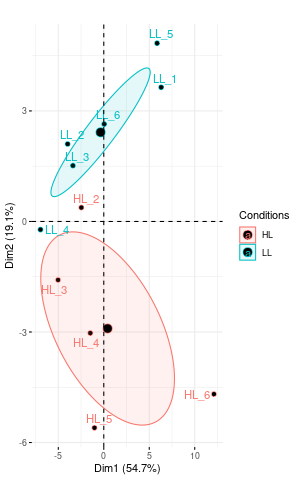 LL_5
LL_1
LL_6
LL_2
LL_3
HL_2
LL_4
HL_3
HL_4
HL_6
HL_5
3
0
-3
-6
-5
0
5
10
Dim1 (54.7%)
Dim2 (19.1%)
Conditions
a HL
a LL